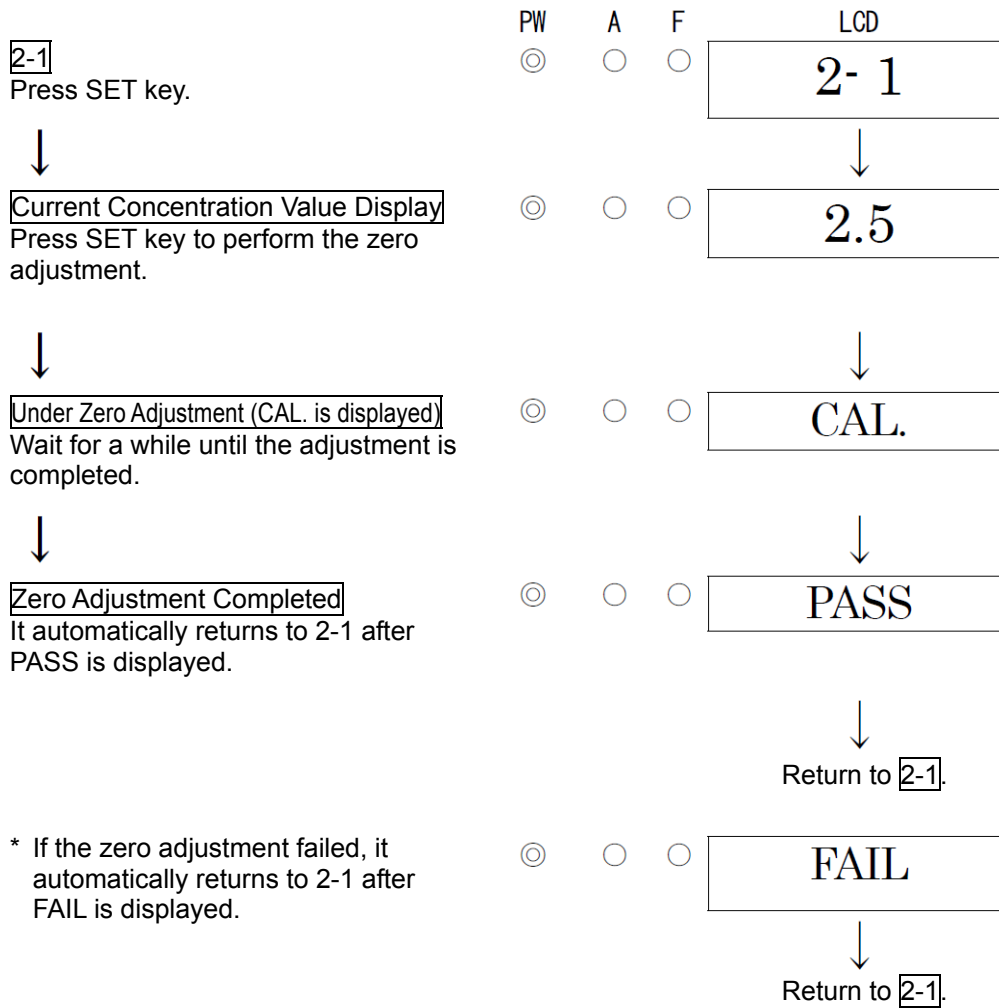 PW A F LCD
2-1
Press SET key.
2- 1
Current Concentration Value Display
Press SET key to perform the zero
adjustment.
2.5
Under Zero Adjustment (CAL. is displayed)
Wait for a while until the adjustment is
completed.
CAL.
Zero Adjustment Completed
It automatically returns to 2-1 after
PASS is displayed.
PASS
Return to 2-1.
* If the zero adjustment failed, it
automatically returns to 2-1 after
FAIL is displayed.
FAIL
Return to 2-1.